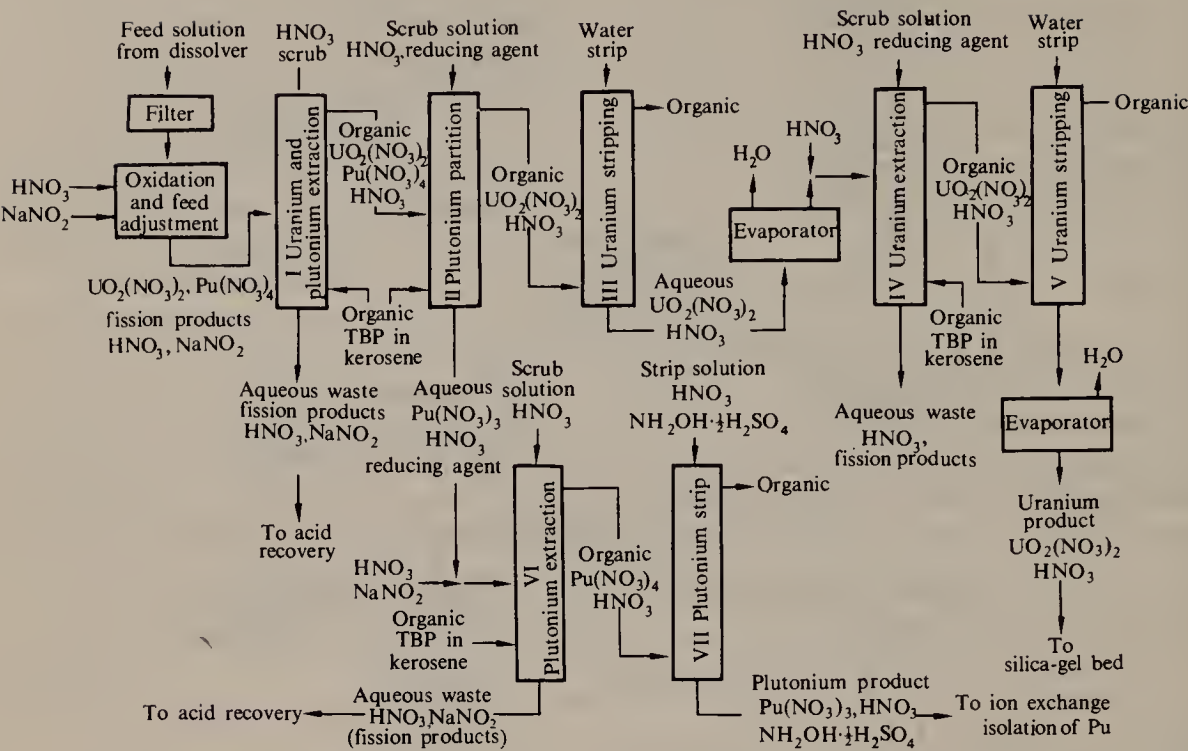 Feed solution
from dissolver
Filter
HNO₃
NaNO₂
Oxidation
and feed
adjustment
UO₂(NO₃)₂, Pu(NO₃)₄
fission products
HNO₃, NaNO₂
HNO₃
scrub
I Uranium and
plutonium extraction
Aqueous waste
fission products
HNO₃, NaNO₂
To acid
recovery
Organic
UO₂(NO₃)₂
Pu(NO₃)₄
HNO₃
Organic
TBP in
kerosene
Scrub solution
HNO₃, reducing agent
II Plutonium partition
Aqueous
Pu(NO₃)₃
HNO₃
reducing agent
Organic
UO₂(NO₃)₂
HNO₃
Water
strip
III Uranium stripping
Organic
Aqueous
UO₂(NO₃)₂
HNO₃
H₂O
HNO₃
Evaporator
Scrub solution
HNO₃ reducing agent
IV Uranium extraction
Organic
UO₂(NO₃)₂
HNO₃
Organic
TBP in
kerosene
Aqueous waste
HNO₃,
fission products
Water
strip
V Uranium stripping
Organic
H₂O
Evaporator
Uranium
product
UO₂(NO₃)₂
HNO₃
To
silica-gel bed
Scrub
solution
HNO₃
HNO₃
NaNO₂
Organic
TBP in
kerosene
VI
Plutonium extraction
Aqueous waste
HNO₃, NaNO₂
(fission products)
To acid recovery
Organic
Pu(NO₃)₄
HNO₃
Strip solution
HNO₃
NH₂OH·½H₂SO₄
VII Plutonium strip
Organic
Plutonium product
Pu(NO₃)₃, HNO₃
NH₂OH·½H₂SO₄
To ion exchange
isolation of Pu